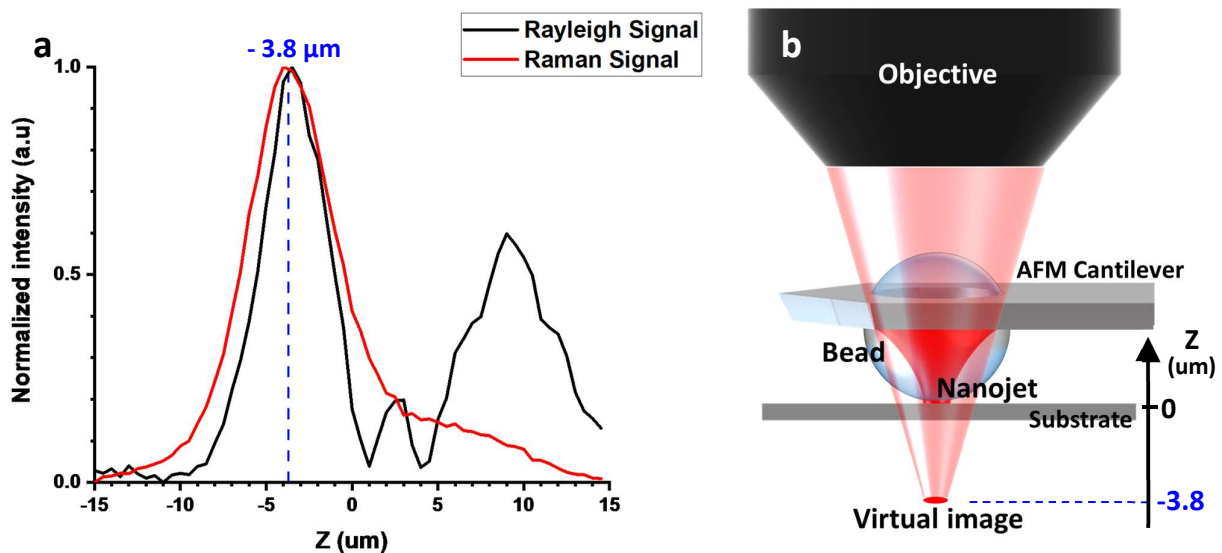 a
- 3.8 µm
Rayleigh Signal
Raman Signal
Normalized intensity (a.u)
1.0
0.5
0.0
-15 -10 -5 0 5 10 15
Z (um)
b
Objective
AFM Cantilever
Bead
Nanojet
Z
(um)
0
Substrate
-3.8
Virtual image